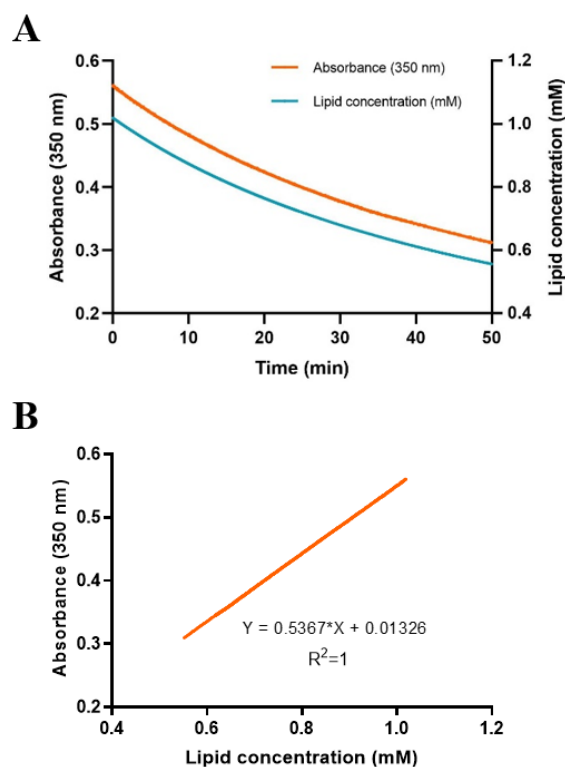 A
0.6
0.5
0.4
0.3
0.2
Absorbance (350 nm)
Absorbance (350 nm)
Lipid concentration (mM)
1.2
1.0
0.8
0.6
0.4
Lipid concentration (mM)
0 10 20 30 40 50
Time (min)
B
0.6
0.5
0.4
0.3
0.2
Absorbance (350 nm)
Y = 0.5367*X + 0.01326
R²=1
0.4 0.6 0.8 1.0 1.2
Lipid concentration (mM)